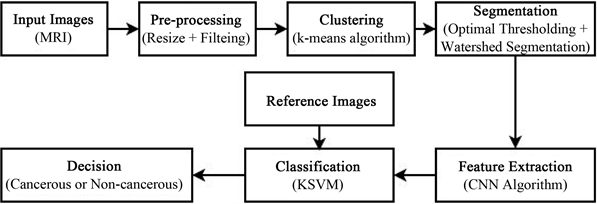 Input Images
(MRI)
Pre-processing
(Resize + Filteing)
Clustering
(k-means algorithm)
Segmentation
(Optimal Thresholding +
Watershed Segmentation)
Reference Images
Feature Extraction
(CNN Algorithm)
Classification
(KSVM)
Decision
(Cancerous or Non-cancerous)